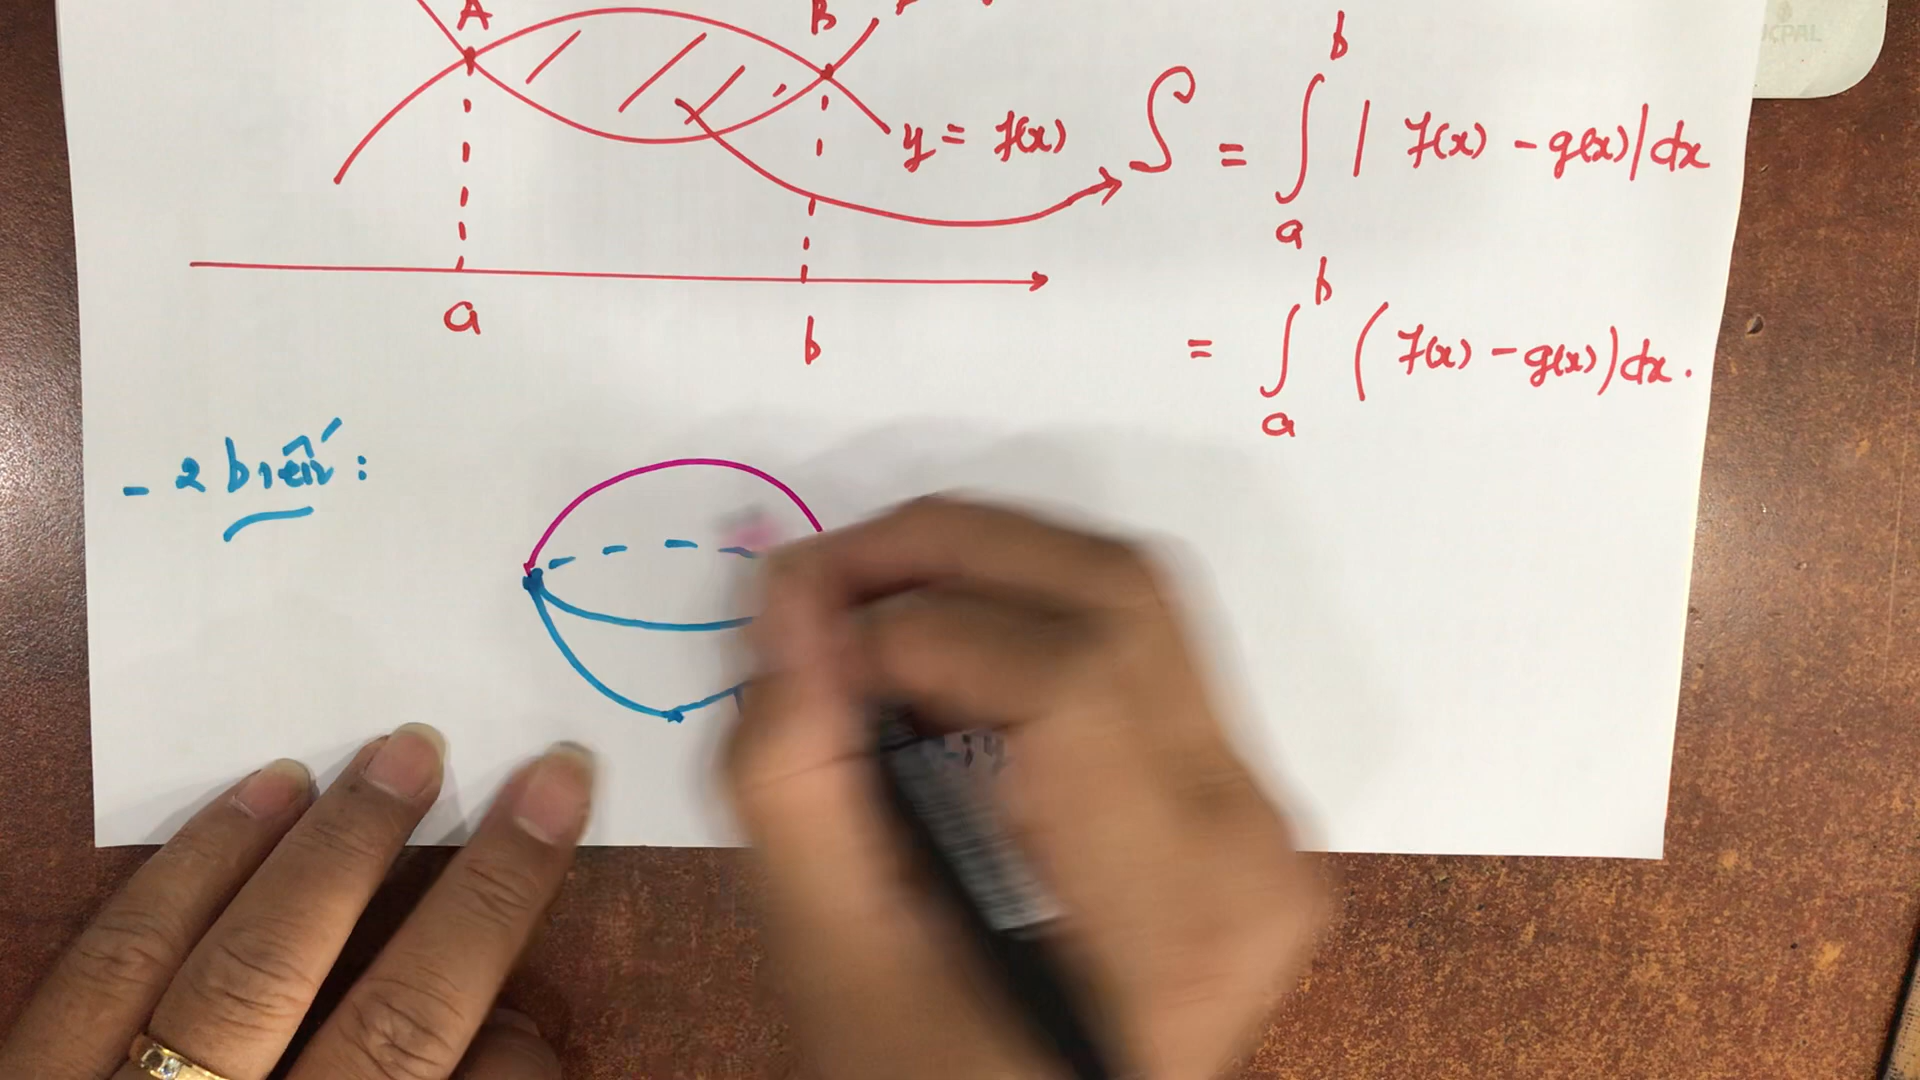 A B
y = f(x)
S = ∫ₐᵇ | f(x) - g(x) | dx
a b
= ∫ₐᵇ ( f(x) - g(x) ) dx.
- 2 biến :